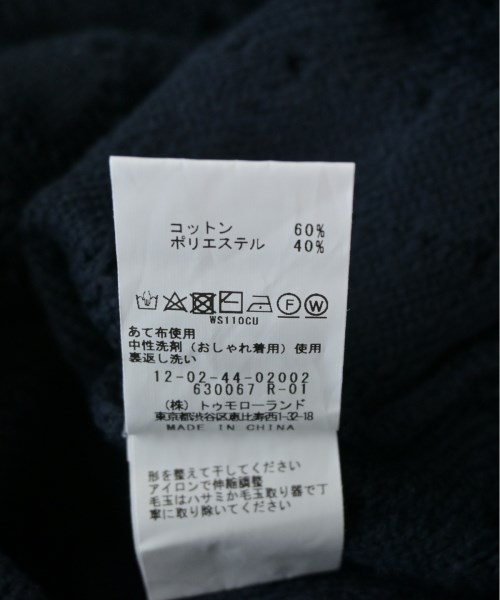 コットン 60%
ポリエステル 40%
F W
WS110CU
あて布使用
中性洗剤（おしゃれ着用）使用
裏返し洗い
12-02-44-02002
630067 R-01
（株）トゥモローランド
東京都渋谷区恵比寿西1-32-18
MADE IN CHINA
形を整えて干してください
アイロンで伸縮調整
毛玉はハサミか毛玉取り器で丁
寧に取り除いてください